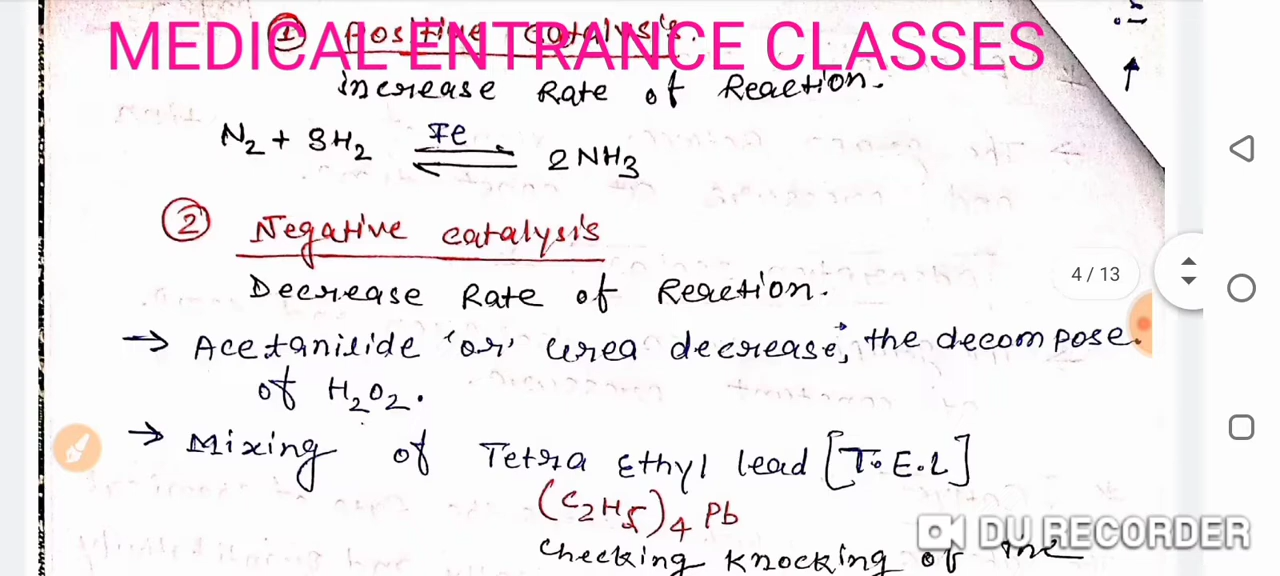 ① Positive catalysis.
MEDICAL ENTRANCE CLASSES
increase Rate of Reaction.
N2 + 3H2 Fe ⇌ 2NH3
② Negative catalysis
Decrease Rate of Reaction.
→ Acetanilide 'or' urea decrease, the decompose
of H2O2.
→ Mixing of Tetra Ethyl lead [T.E.L]
(C2H5)4 Pb
checking knocking of the
4 / 13
DU RECORDER